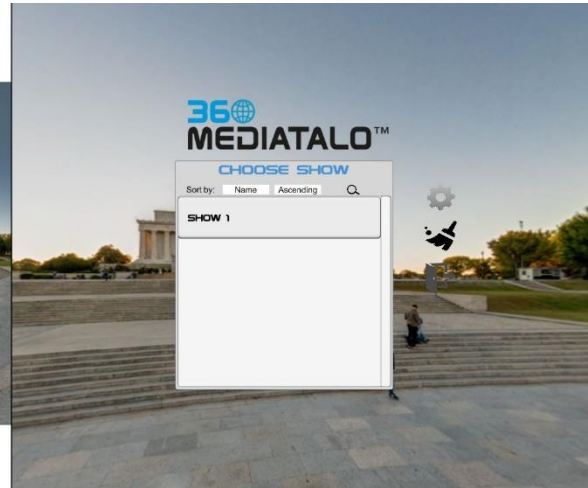 360
MEDIATALO™
CHOOSE SHOW
Sort by: Name Ascending
SHOW 1